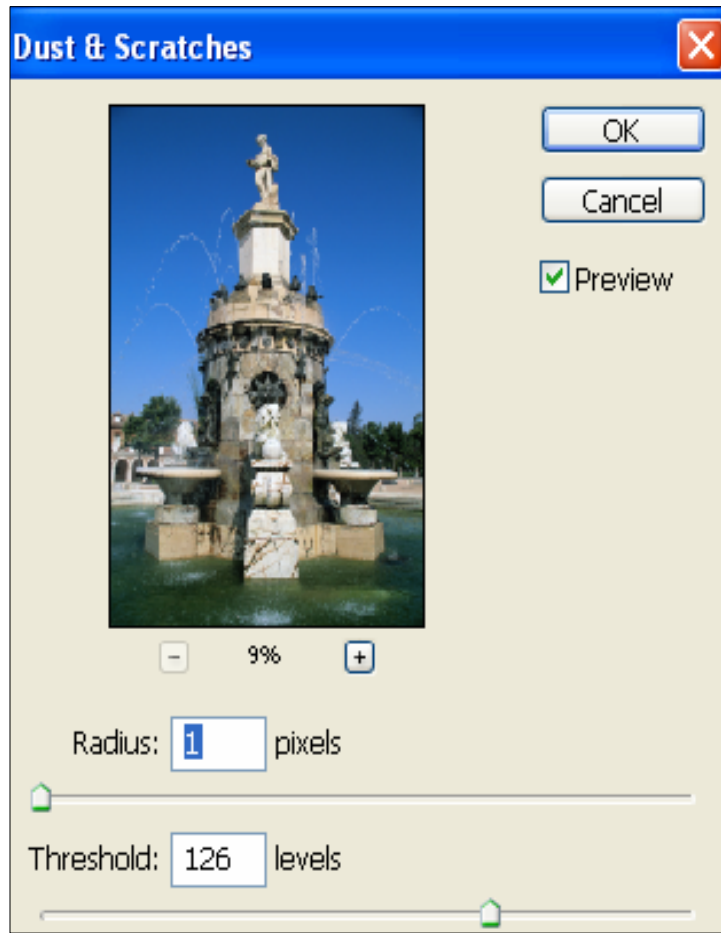 Dust & Scratches
OK
Cancel
Preview
9%
Radius: 1 pixels
Threshold: 126 levels